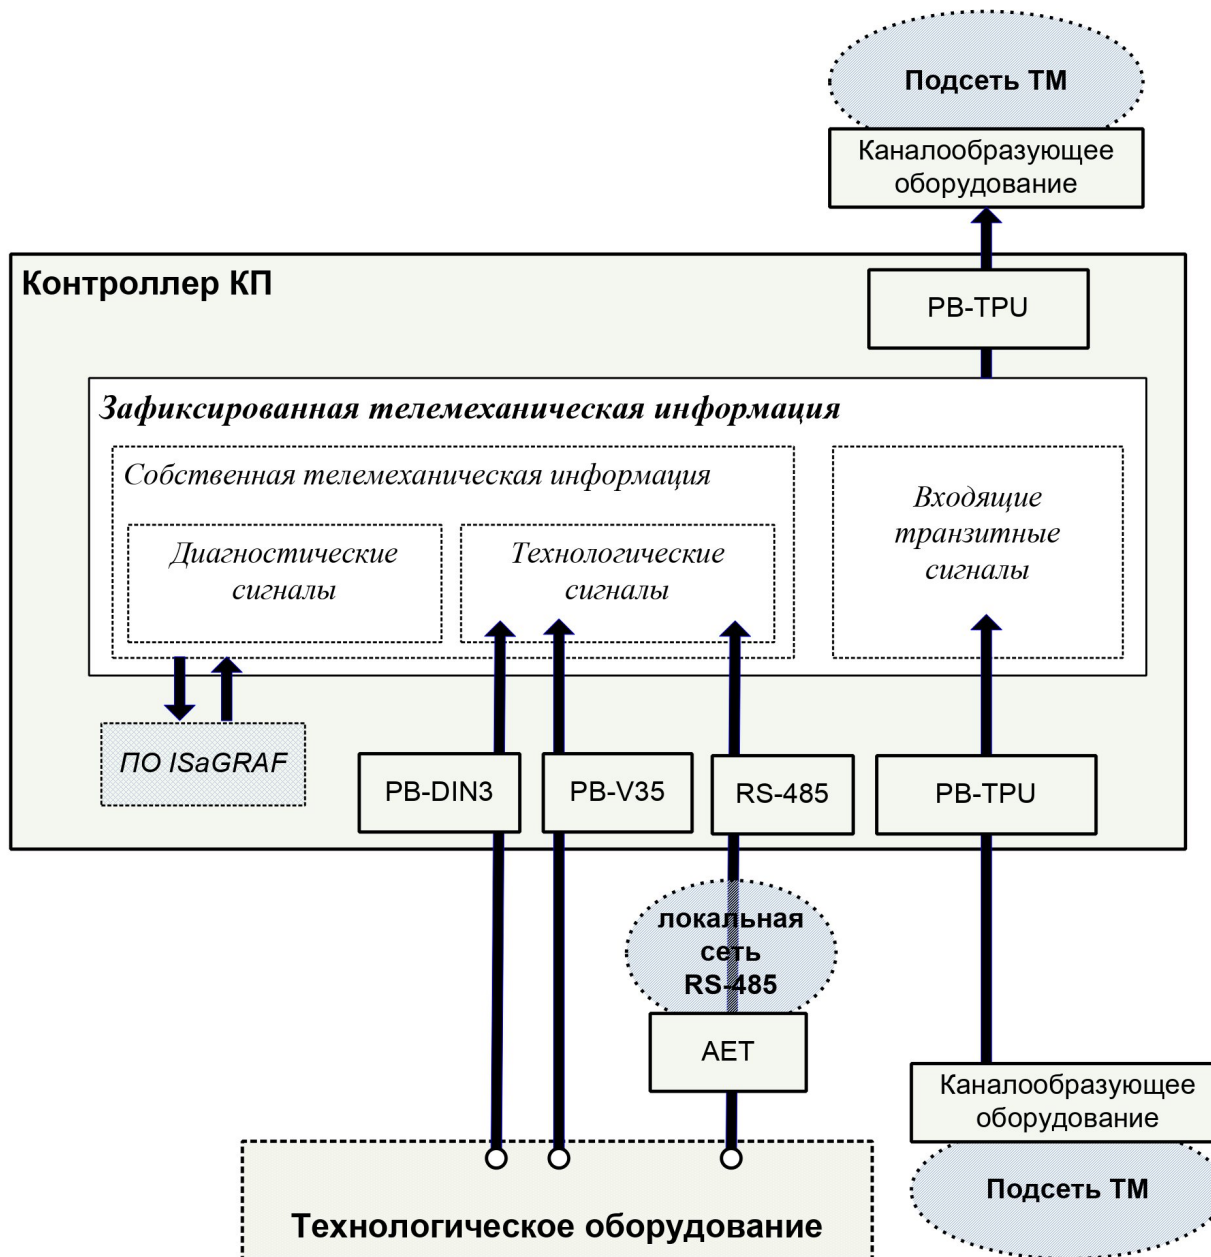 Подсеть ТМ
Каналообразующее
оборудование
Контроллер КП
PB-TPU
Зафиксированная телемеханическая информация
Собственная телемеханическая информация
Диагностические
сигналы
Технологические
сигналы
Входящие
транзитные
сигналы
ПО ISaGRAF
PB-DIN3
PB-V35
RS-485
PB-TPU
локальная
сеть
RS-485
АЕТ
Каналообразующее
оборудование
Подсеть ТМ
Технологическое оборудование